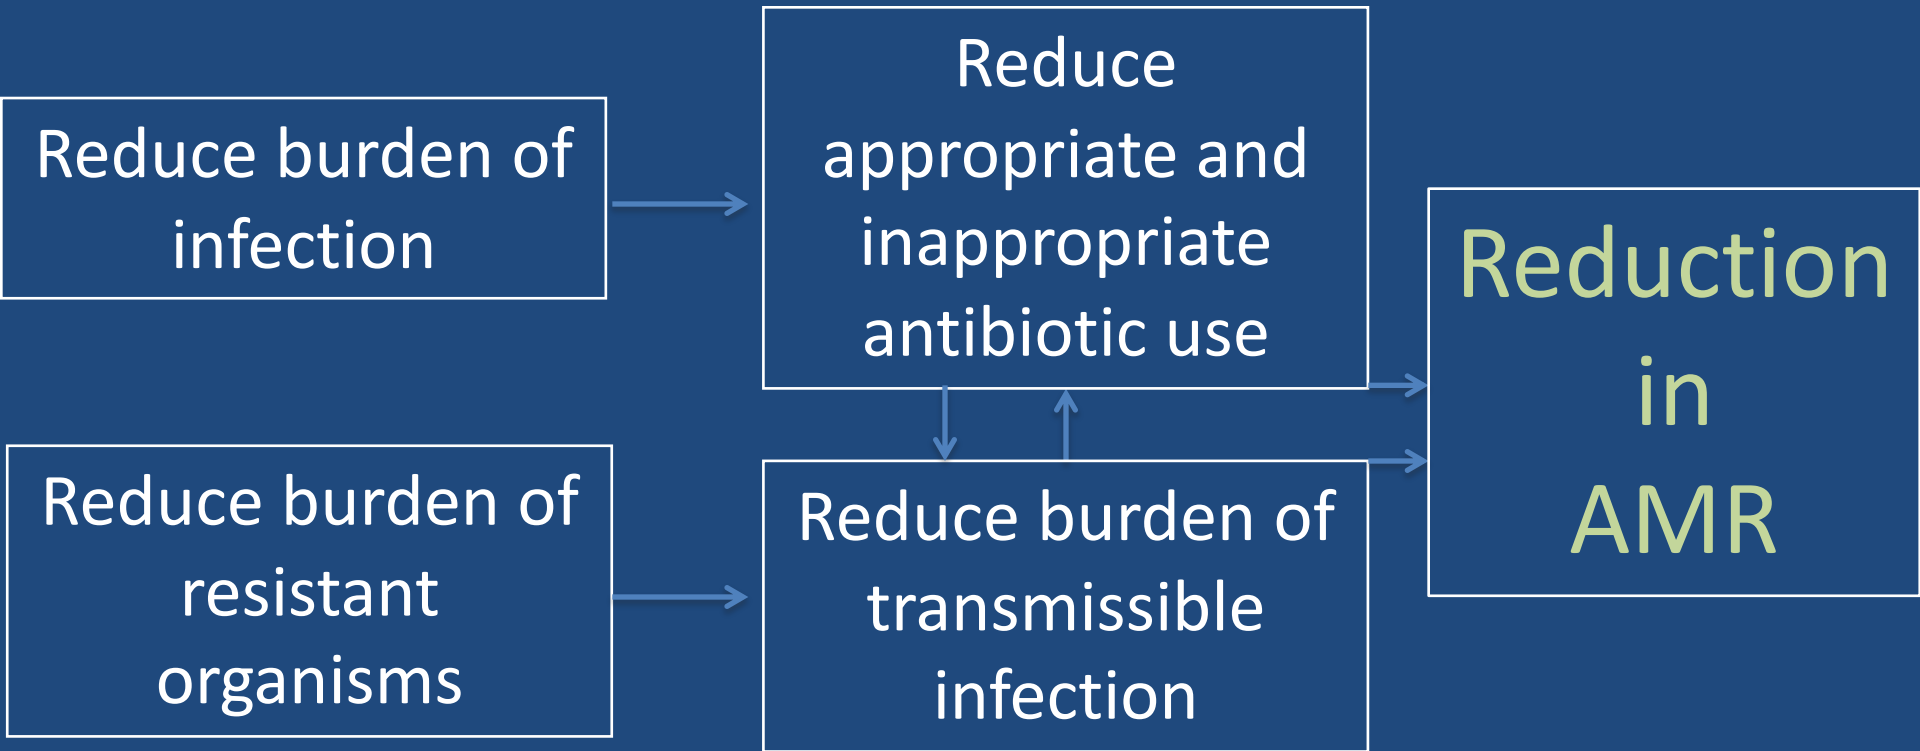 Reduce burden of
infection
Reduce
appropriate and
inappropriate
antibiotic use
Reduce burden of
resistant
organisms
Reduce burden of
transmissible
infection
Reduction
in
AMR